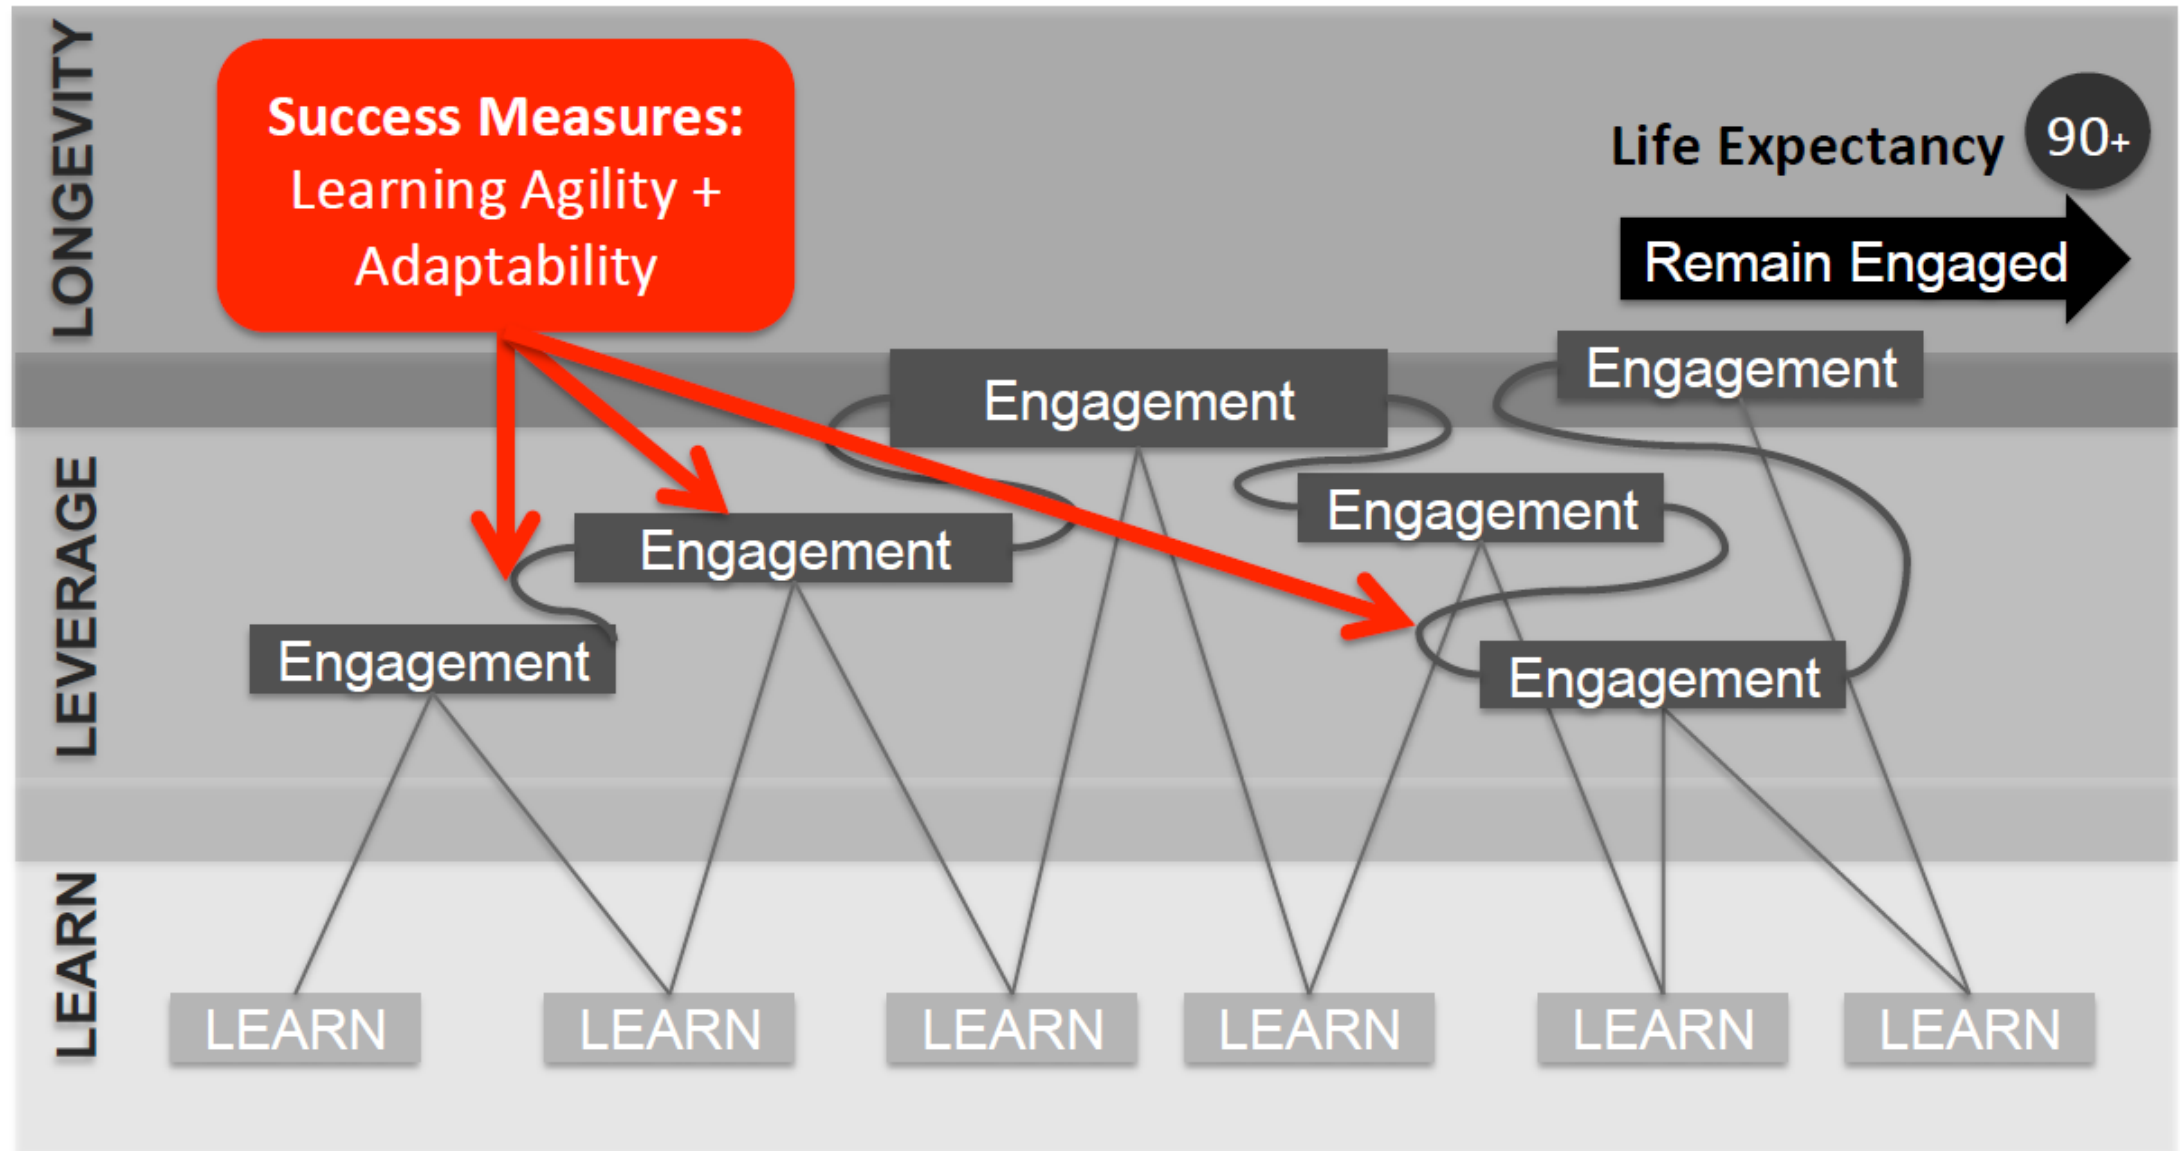 LONGEVITY
Success Measures:
Learning Agility +
Adaptability
Life Expectancy
90+
Remain Engaged
Engagement
Engagement
LEVERAGE
Engagement
Engagement
Engagement
Engagement
LEARN
LEARN
LEARN
LEARN
LEARN
LEARN
LEARN